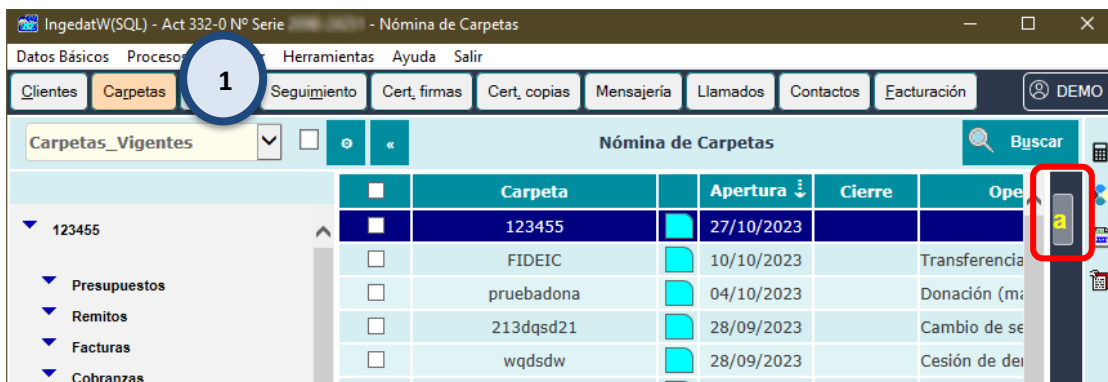 IngedatW(SQL) - Act 332-0 Nº Serie - Nómina de Carpetas
Datos Básicos Procesos Herramientas Ayuda Salir
1
Clientes Carpetas Seguimiento Cert. firmas Cert. copias Mensajería Llamados Contactos Facturación DEMO
Carpetas_Vigentes « Nómina de Carpetas Buscar
Carpeta Apertura Cierre Ope
a
123455
123455 27/10/2023
FIDEIC 10/10/2023 Transferencia
Presupuestos
pruebadona 04/10/2023 Donación (ma
Remitos
213dqsd21 28/09/2023 Cambio de se
Facturas
wqdsdw 28/09/2023 Cesión de der
Cobranzas